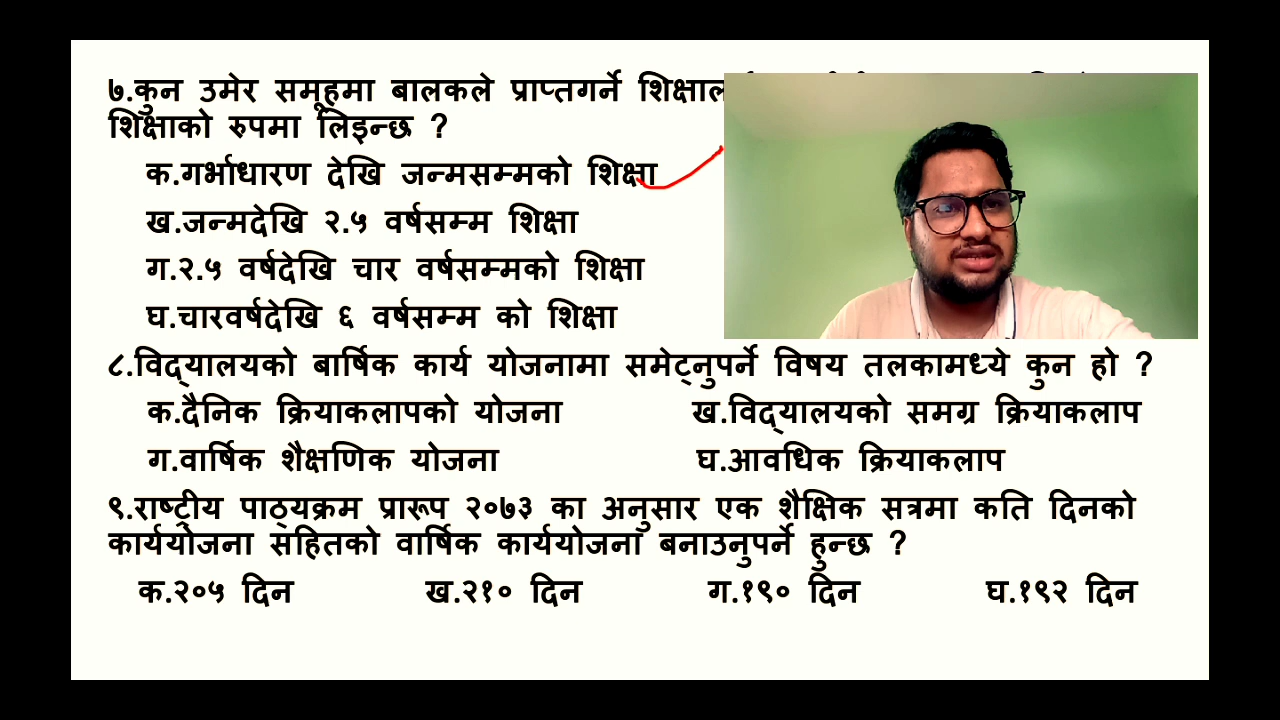 ७.कुन उमेर समूहमा बालकले प्राप्तगर्ने
शिक्षाको रुपमा लिइन्छ ?
क.गर्भाधारण देखि जन्मसम्मको शिक्षा
ख.जन्मदेखि २.५ वर्षसम्म शिक्षा
ग.२.५ वर्षदेखि चार वर्षसम्मको शिक्षा
घ.चारवर्षदेखि ६ वर्षसम्म को शिक्षा
८.विद्यालयको बार्षिक कार्य योजनामा समेट्नुपर्ने विषय तलकामध्ये कुन हो ?
क.दैनिक क्रियाकलापको योजना ख.विद्यालयको समग्र क्रियाकलाप
ग.वार्षिक शैक्षणिक योजना घ.आवधिक क्रियाकलाप
९.राष्ट्रीय पाठ्यक्रम प्रारूप २०७३ का अनुसार एक शैक्षिक सत्रमा कति दिनको
कार्ययोजना सहितको वार्षिक कार्ययोजना बनाउनुपर्ने हुन्छ ?
क.२०५ दिन ख.२१० दिन ग.१९० दिन घ.१९२ दिन